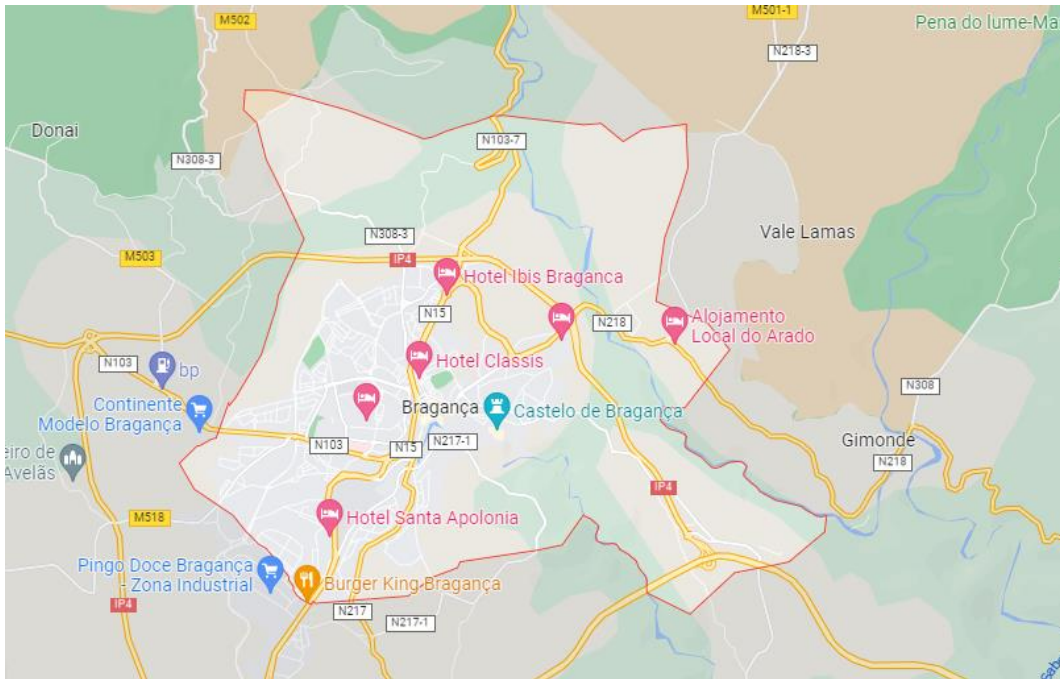 M502
M501-1
Pena do lume-Ma
N218-3
Donai
N103-7
N308-3
Vale Lamas
N308-3
M503
IP4
Hotel Ibis Braganca
N15
N218
Alojamento
Local do Arado
N103
bp
Hotel Classis
N308
Continente
Modelo Bragança
Bragança
Castelo de Bragança
N103
N15
N217-1
Gimonde
N218
eiro de
Avelãs
IP4
M518
Hotel Santa Apolonia
Pingo Doce Bragança
- Zona Industrial
Burger King Bragança
IP4
N217
N217-1
Sabo